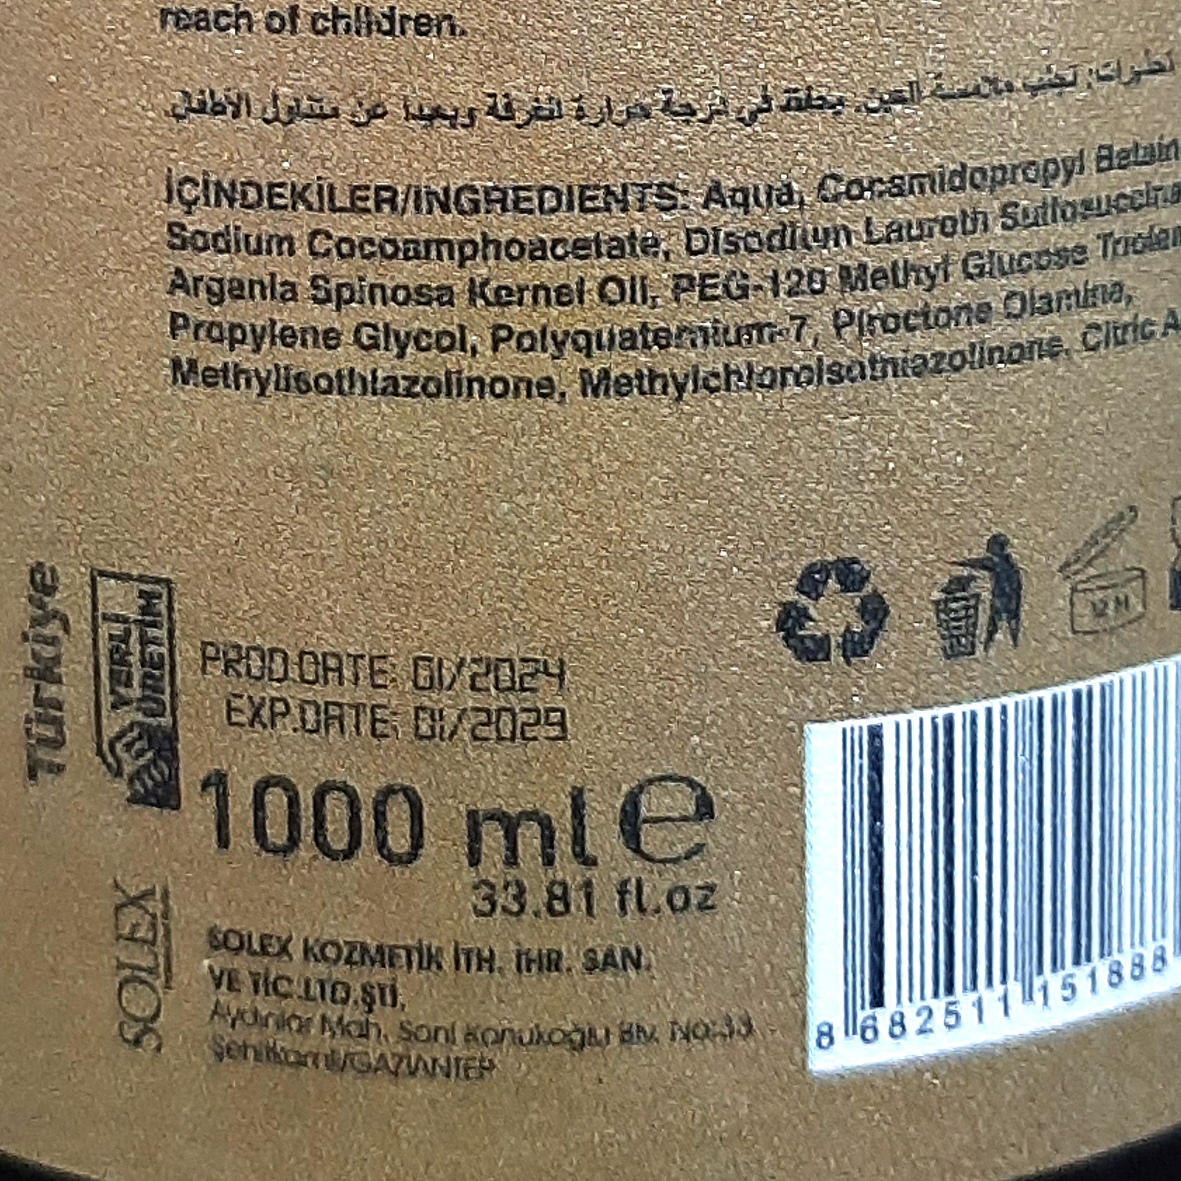 reach of children.
العين. يحفظ في درجة حرارة الغرفة وبعيدا عن متناول الأطفال
İÇİNDEKİLER/INGREDIENTS: Aqua, Cocamidopropyl Betain
Sodium Cocoamphoacetate, Disodium Laureth Sulfosuccina
Argania Spinosa Kernel Oil, PEG-120 Methyl Glucose Triolea
Propylene Glycol, Polyquaternium-7, Piroctone Olamine,
Methylisothiazolinone, Methylchloroisothiazolinone, Citric A
Türkiye
YERLİ
ÜRETİM
12 M
PROD.DATE: 01/2024
EXP.DATE: 01/2029
1000 ml e
33.81 fl.oz
SOLEX
SOLEX KOZMETİK İTH. İHR. SAN.
VE TİC.LTD.ŞTİ.
Aydınlar Mah. Sani Konukoğlu Blv. No:33
Şehitkamil/GAZİANTEP
8 682511 151888